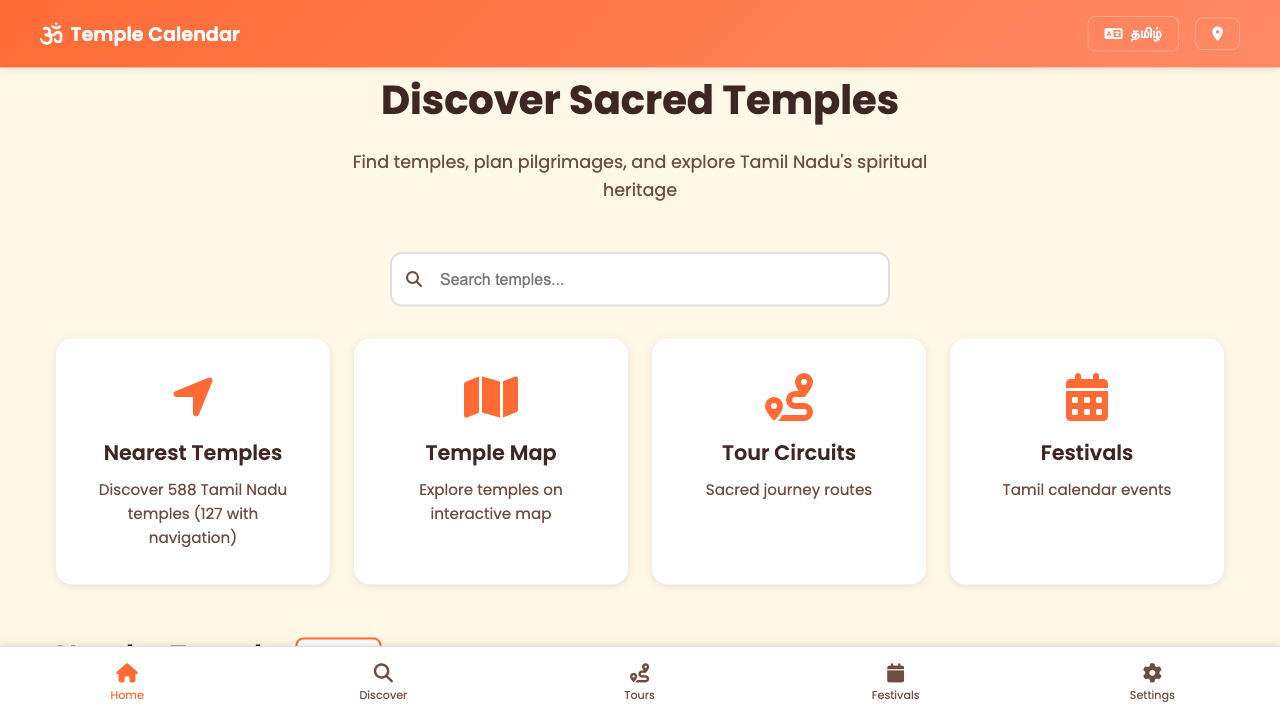 ॐ Temple Calendar
தமிழ்
Discover Sacred Temples
Find temples, plan pilgrimages, and explore Tamil Nadu's spiritual
heritage
Search temples...
Nearest Temples
Discover 588 Tamil Nadu
temples (127 with
navigation)
Temple Map
Explore temples on
interactive map
Tour Circuits
Sacred journey routes
Festivals
Tamil calendar events
Home
Discover
Tours
Festivals
Settings